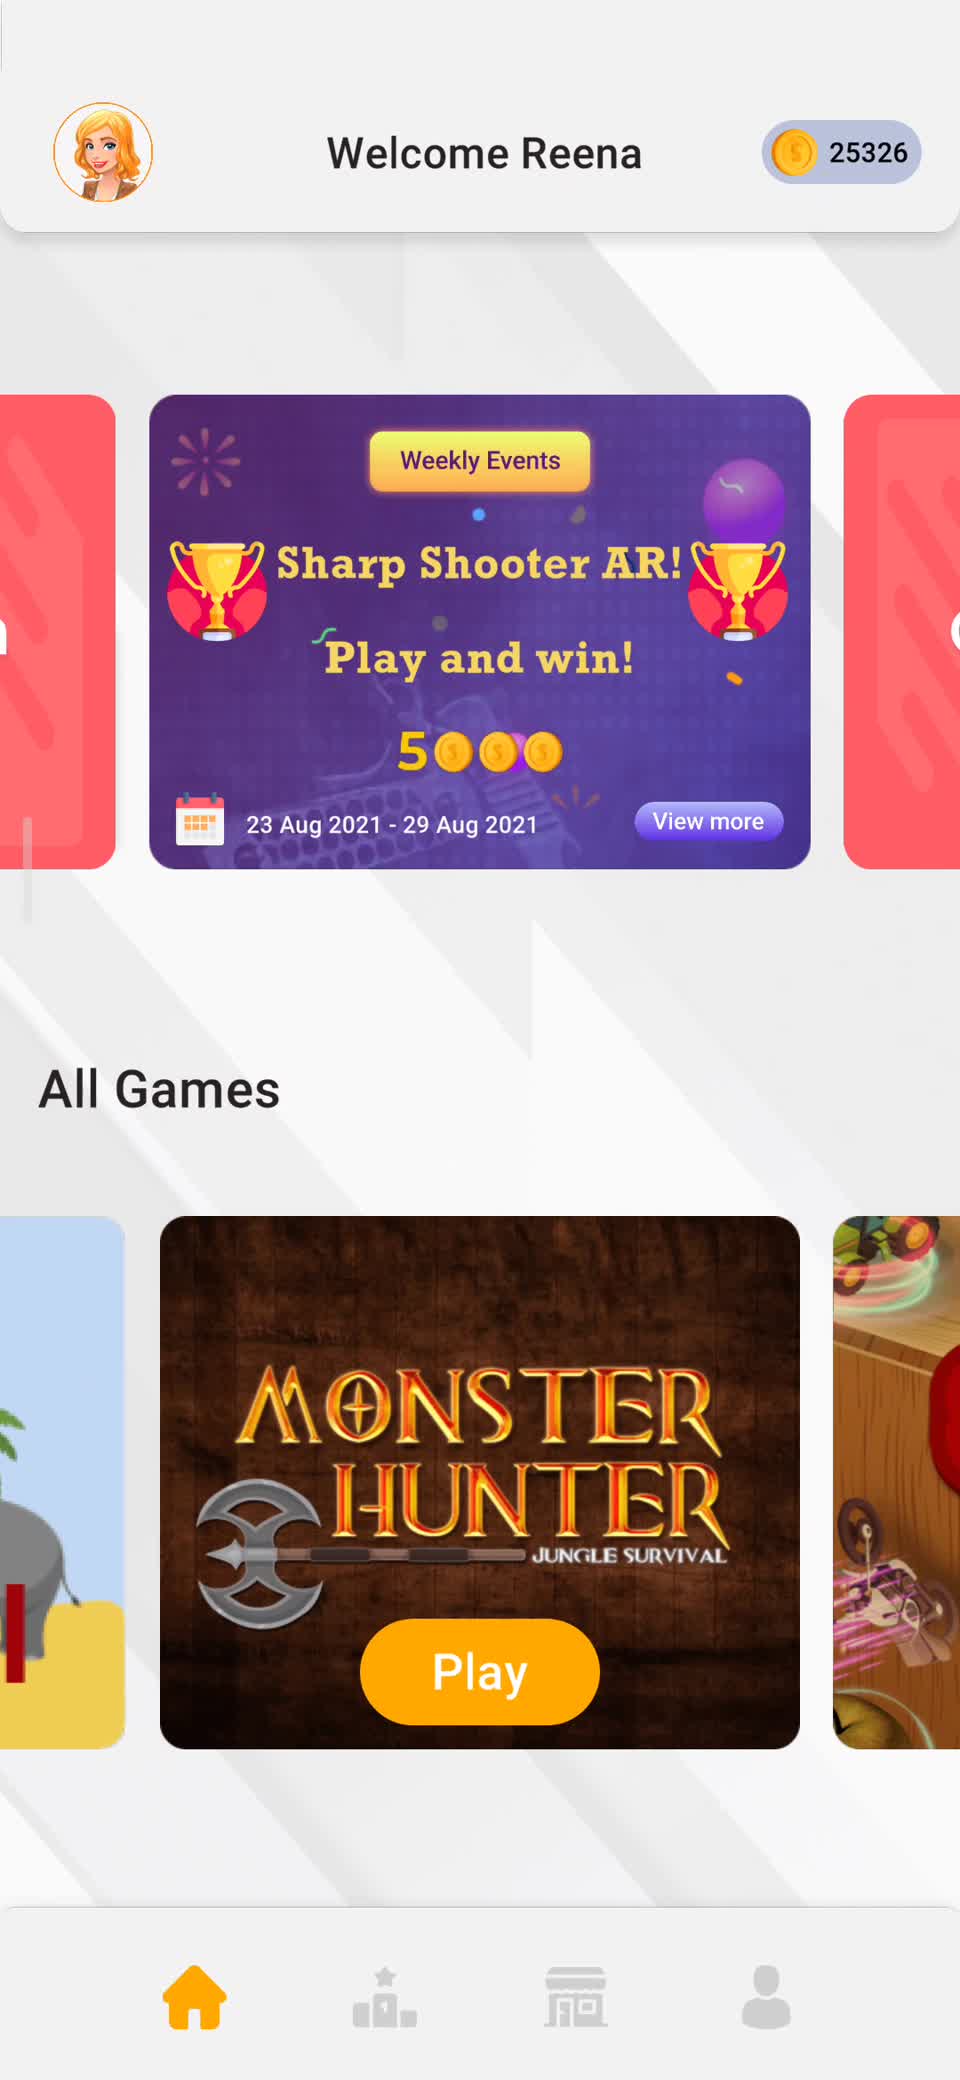 Welcome Reena
25326
Weekly Events
Sharp Shooter AR!
Play and win!
5
23 Aug 2021 - 29 Aug 2021
View more
All Games
MONSTER
HUNTER
JUNGLE SURVIVAL
Play